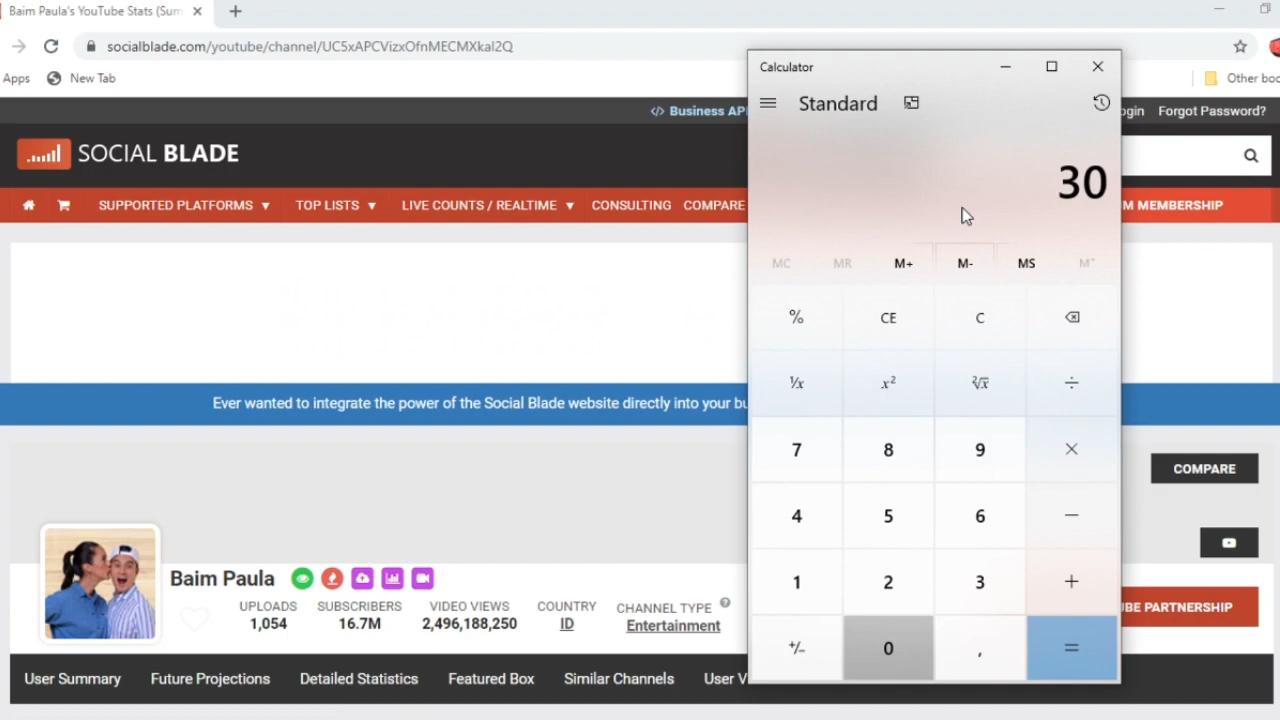 Baim Paula's YouTube Stats (Sum
socialblade.com/youtube/channel/UC5xAPCVizxOfnMECMXkal2Q
Apps New Tab Other boo
</> Business API ogin Forgot Password?
SOCIAL BLADE
SUPPORTED PLATFORMS ▼ TOP LISTS ▼ LIVE COUNTS / REALTIME ▼ CONSULTING COMPARE M MEMBERSHIP
Ever wanted to integrate the power of the Social Blade website directly into your bu
COMPARE
Baim Paula
UPLOADS SUBSCRIBERS VIDEO VIEWS COUNTRY CHANNEL TYPE
1,054 16.7M 2,496,188,250 ID Entertainment
UBE PARTNERSHIP
User Summary Future Projections Detailed Statistics Featured Box Similar Channels User V
Calculator
Standard
30
MC MR M+ M- MS M˅
% CE C
¹/x x² ²√x ÷
7 8 9 ×
4 5 6 −
1 2 3 +
+/− 0 , =